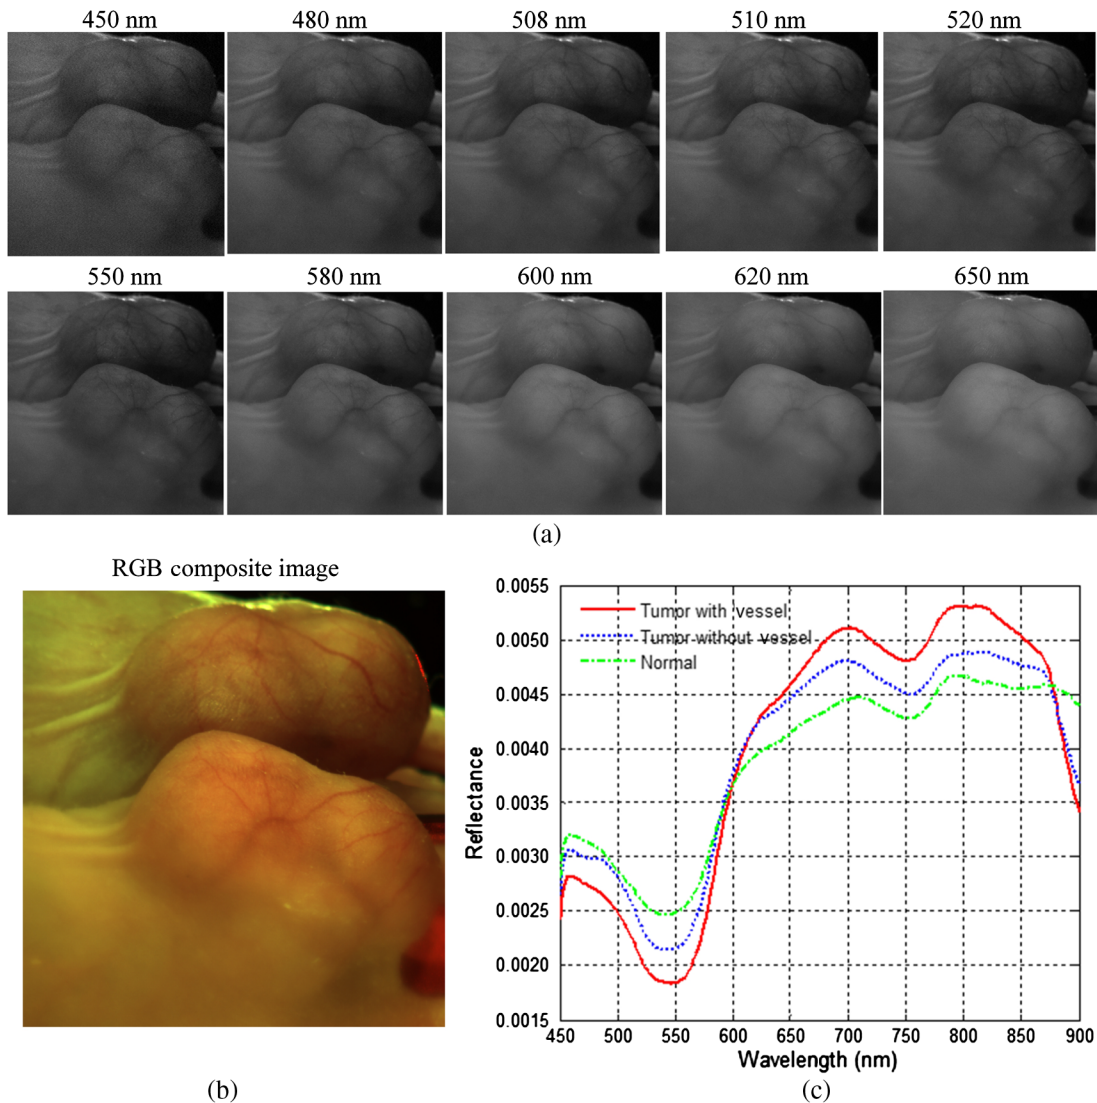 450 nm 480 nm 508 nm 510 nm 520 nm
550 nm 580 nm 600 nm 620 nm 650 nm
(a)
RGB composite image
0.0055
0.0050
0.0045
0.0040
0.0035
0.0030
0.0025
0.0020
0.0015
Reflectance
Tumor with vessel
Tumor without vessel
Normal
450 500 550 600 650 700 750 800 850 900
Wavelength (nm)
(b) (c)